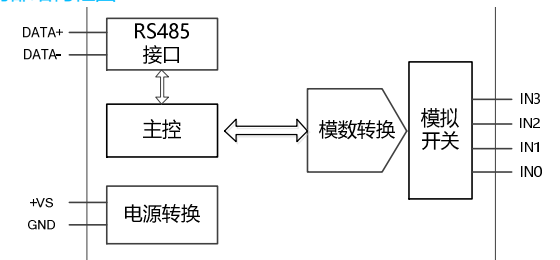 DATA+
DATA-
RS485
接口
主控
模数转换
模拟
开关
IN3
IN2
IN1
IN0
+VS
GND
电源转换